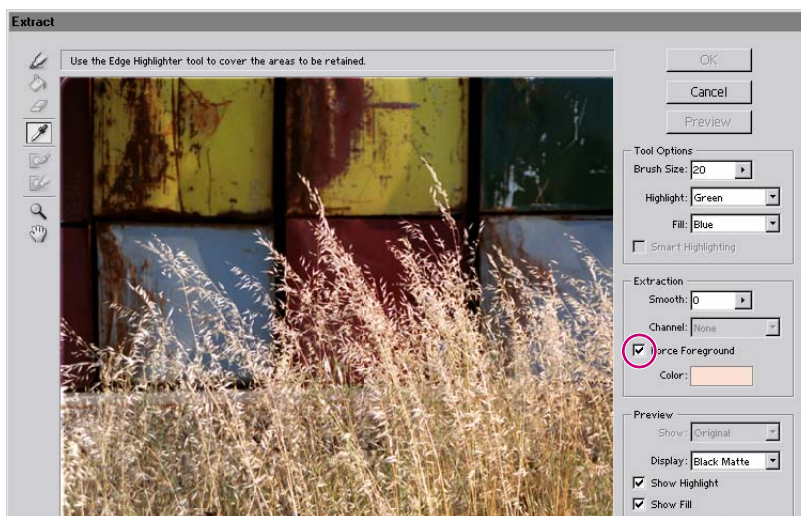 Extract
Use the Edge Highlighter tool to cover the areas to be retained.
OK
Cancel
Preview
Tool Options
Brush Size: 20
Highlight: Green
Fill: Blue
Smart Highlighting
Extraction
Smooth: 0
Channel: None
Force Foreground
Color:
Preview
Show: Original
Display: Black Matte
Show Highlight
Show Fill